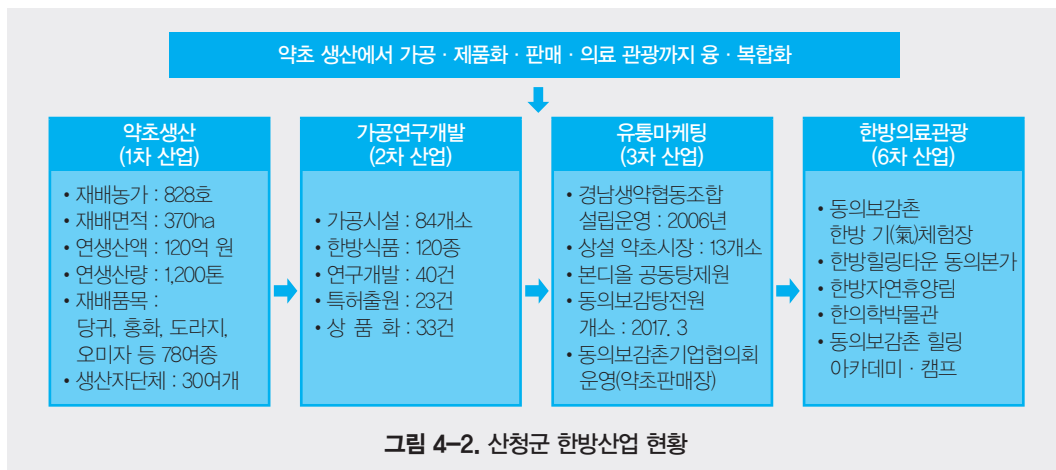 약초 생산에서 가공 · 제품화 · 판매 · 의료 관광까지 융 · 복합화
약초생산
(1차 산업)
• 재배농가 : 828호
• 재배면적 : 370ha
• 연생산액 : 120억 원
• 연생산량 : 1,200톤
• 재배품목 :
당귀, 홍화, 도라지,
오미자 등 78여종
• 생산자단체 : 30여개
가공연구개발
(2차 산업)
• 가공시설 : 84개소
• 한방식품 : 120종
• 연구개발 : 40건
• 특허출원 : 23건
• 상 품 화 : 33건
유통마케팅
(3차 산업)
• 경남생약협동조합
설립운영 : 2006년
• 상설 약초시장 : 13개소
• 본디올 공동탕제원
• 동의보감탕전원
개소 : 2017. 3
• 동의보감촌기업협의회
운영(약초판매장)
한방의료관광
(6차 산업)
• 동의보감촌
한방 기(氣)체험장
• 한방힐링타운 동의본가
• 한방자연휴양림
• 한의학박물관
• 동의보감촌 힐링
아카데미 · 캠프
그림 4-2. 산청군 한방산업 현황